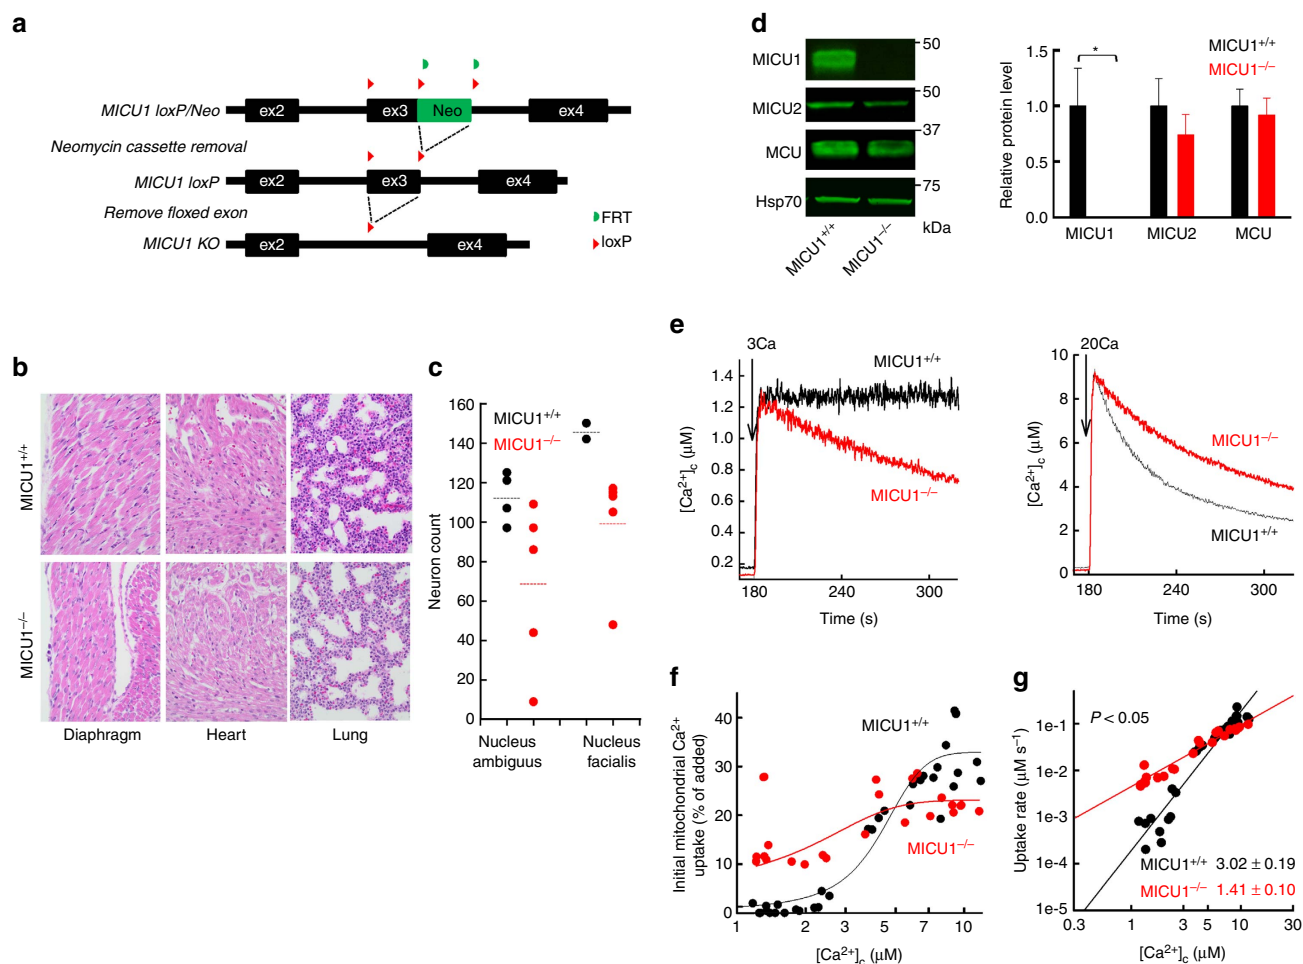 a
MICU1 loxP/Neo
ex2
ex3
Neo
ex4
Neomycin cassette removal
MICU1 loxP
ex2
ex3
ex4
Remove floxed exon
MICU1 KO
ex2
ex4
FRT
loxP
b
MICU1+/+
MICU1−/−
Diaphragm
Heart
Lung
c
Neuron count
160
140
120
100
80
60
40
20
0
MICU1+/+
MICU1−/−
Nucleus ambiguus
Nucleus facialis
d
MICU1
MICU2
MCU
Hsp70
50
50
37
75
kDa
MICU1+/+
MICU1−/−
Relative protein level
1.5
1.0
0.5
0.0
*
MICU1+/+
MICU1−/−
MICU1
MICU2
MCU
e
3Ca
[Ca2+]c (μM)
1.4
1.2
1.0
0.8
0.6
0.4
0.2
MICU1+/+
MICU1−/−
180
240
300
Time (s)
20Ca
[Ca2+]c (μM)
10
8
6
4
2
0
MICU1−/−
MICU1+/+
180
240
300
Time (s)
f
Initial mitochondrial Ca2+
uptake (% of added)
40
30
20
10
0
MICU1+/+
MICU1−/−
1
2
3
5
7
10
[Ca2+]c (μM)
g
Uptake rate (μM s−1)
1e-1
1e-2
1e-3
1e-4
1e-5
P < 0.05
MICU1+/+ 3.02 ± 0.19
MICU1−/− 1.41 ± 0.10
0.3
1
3
5
10
30
[Ca2+]c (μM)